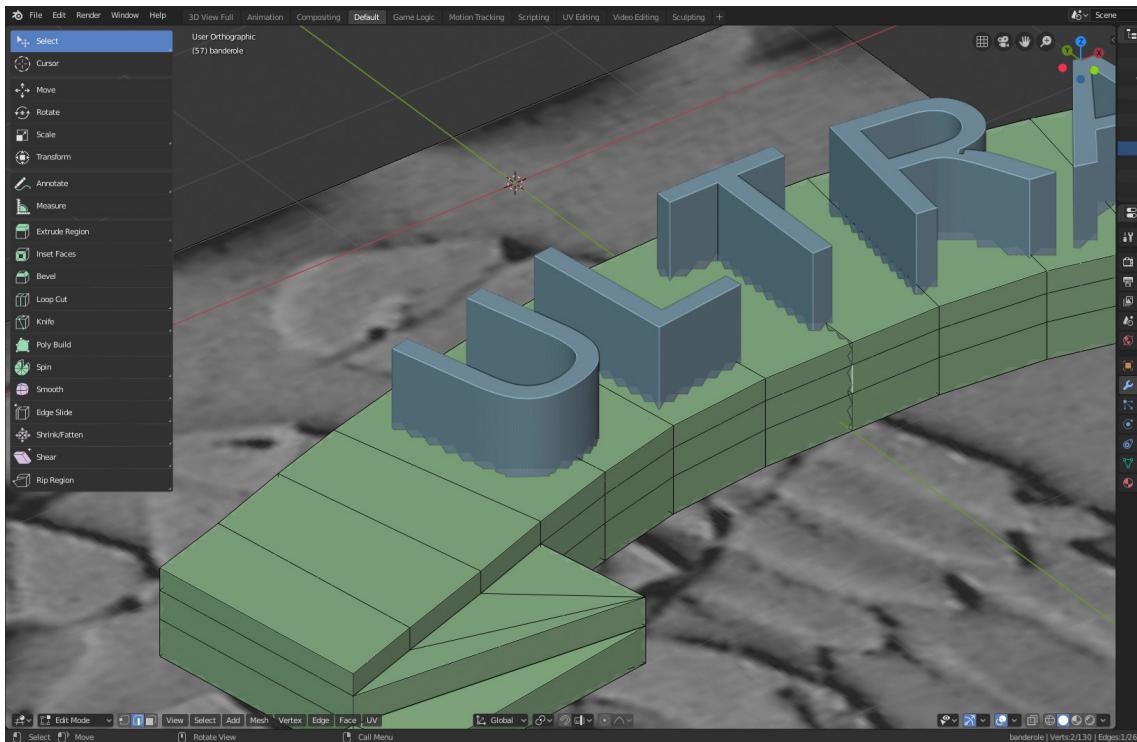 File Edit Render Window Help
3D View Full Animation Compositing Default Game Logic Motion Tracking Scripting UV Editing Video Editing Sculpting +
Scene
User Orthographic
(57) banderole
Select
Cursor
Move
Rotate
Scale
Transform
Annotate
Measure
Extrude Region
Inset Faces
Bevel
Loop Cut
Knife
Poly Build
Spin
Smooth
Edge Slide
Shrink/Fatten
Shear
Rip Region
Z
Y
X
ULTRA
Edit Mode View Select Add Mesh Vertex Edge Face UV Global
Select Move Rotate View Call Menu banderole | Verts:2/130 | Edges:1/26